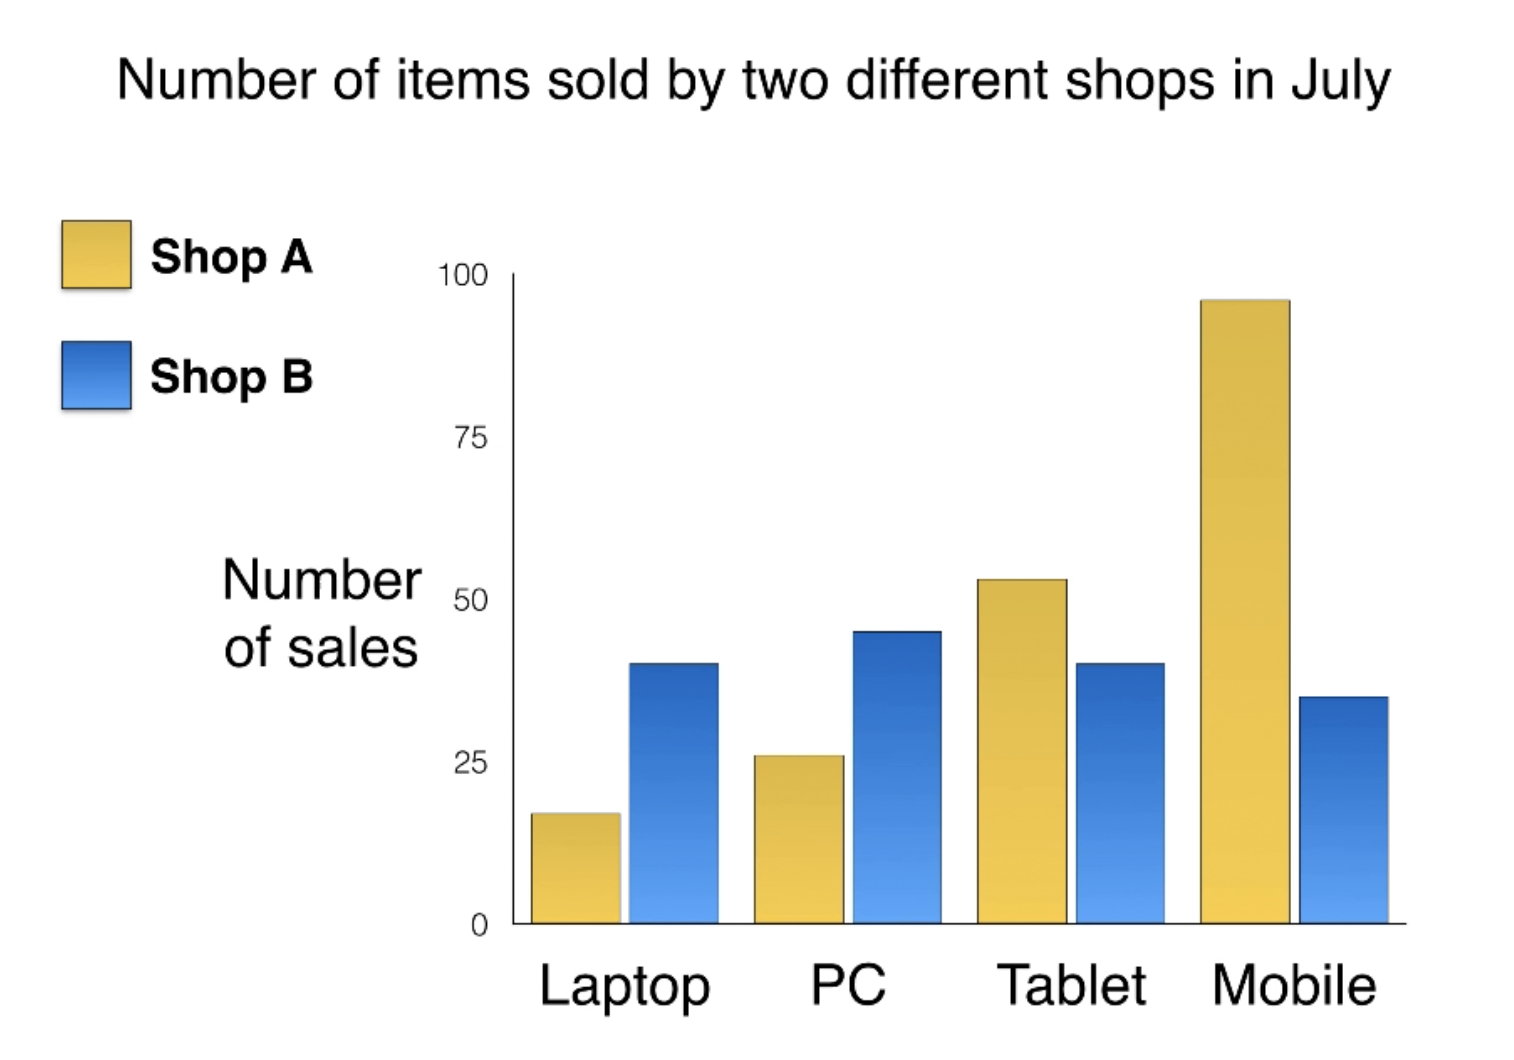 Number of items sold by two different shops in July
Shop A
Shop B
100
75
50
25
0
Number
of sales
Laptop PC Tablet Mobile